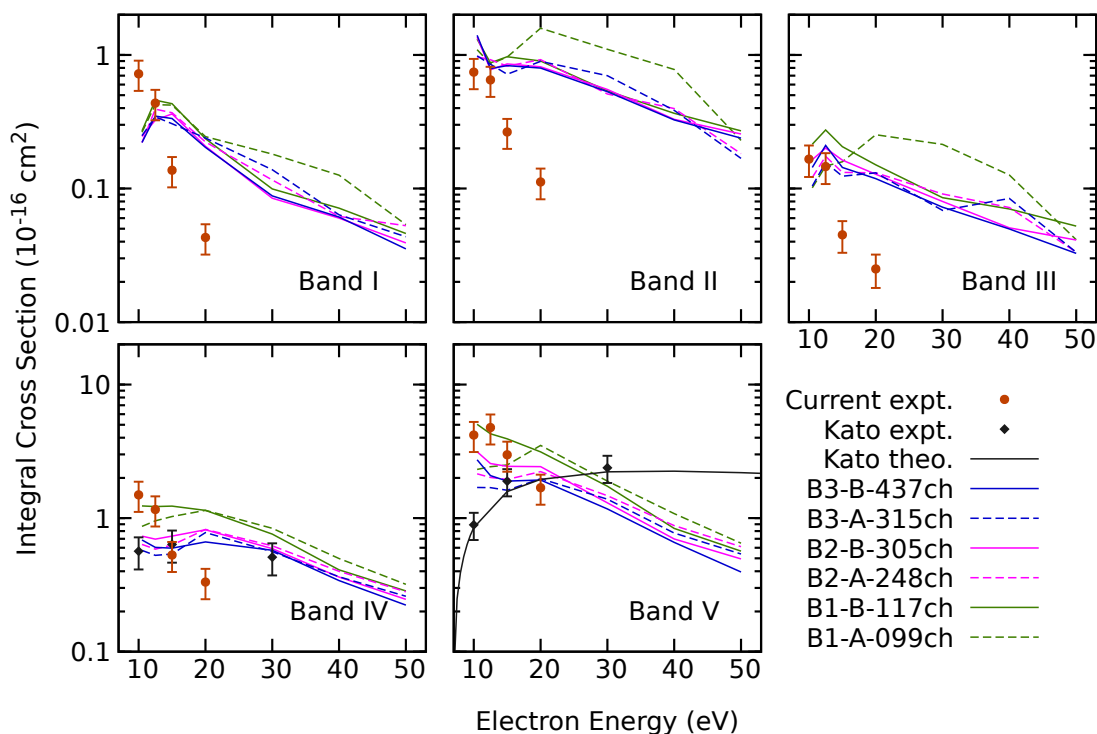 Integral Cross Section (10⁻¹⁶ cm²)
1
0.1
0.01
Band I
Band II
Band III
10 20 30 40 50
10
1
0.1
Band IV
Band V
10 20 30 40 50
10 20 30 40 50
Electron Energy (eV)
Current expt.
Kato expt.
Kato theo.
B3-B-437ch
B3-A-315ch
B2-B-305ch
B2-A-248ch
B1-B-117ch
B1-A-099ch